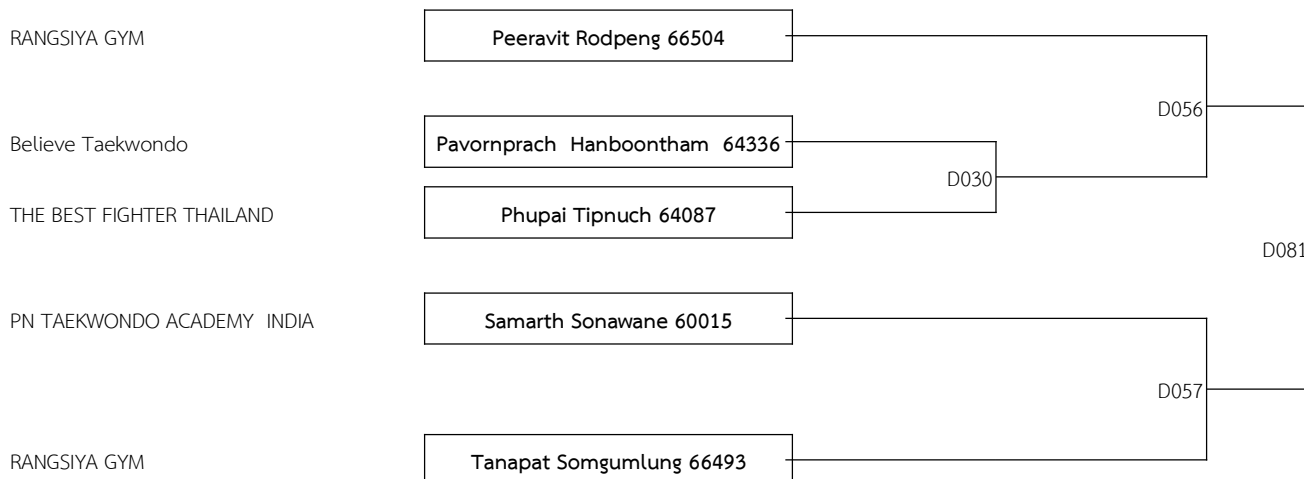 RANGSIYA GYM Peeravit Rodpeng 66504
D056
Believe Taekwondo Pavornprach  Hanboontham  64336
D030
THE BEST FIGHTER THAILAND Phupai Tipnuch 64087
D081
PN TAEKWONDO ACADEMY  INDIA Samarth Sonawane 60015
D057
RANGSIYA GYM Tanapat Somgumlung 66493